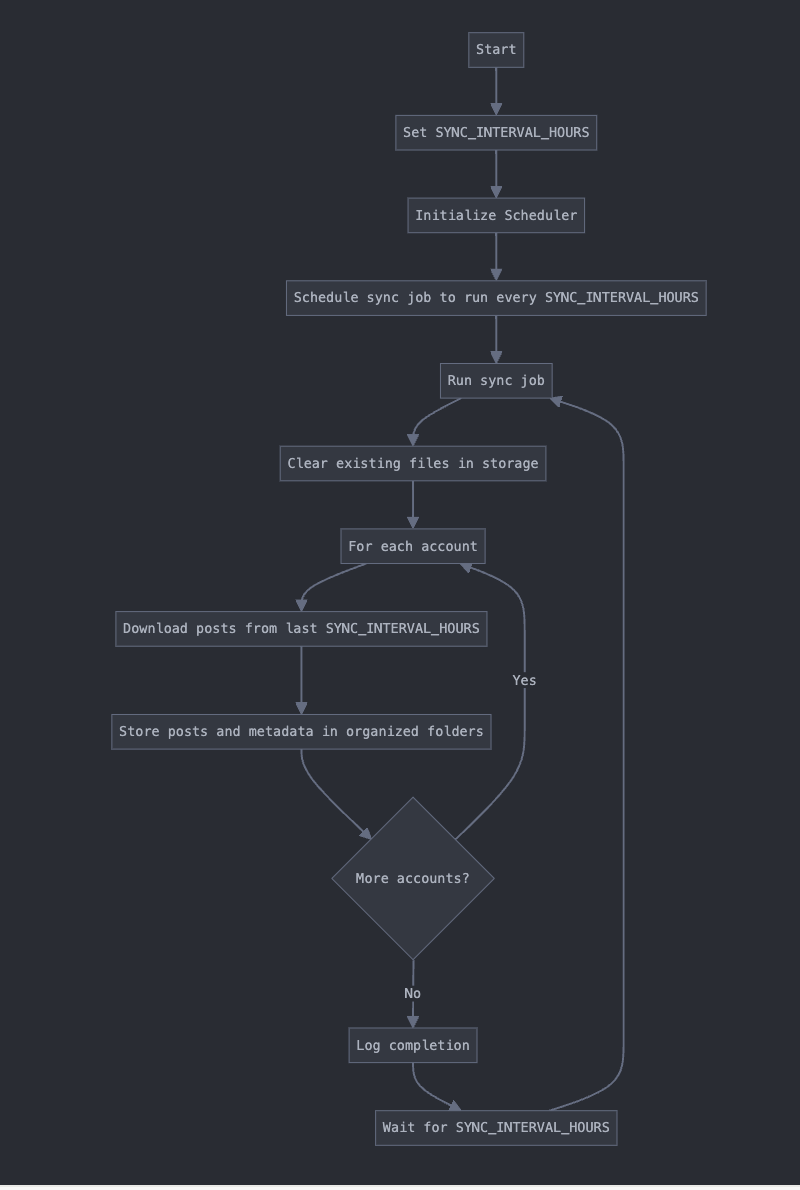 Start
Set SYNC_INTERVAL_HOURS
Initialize Scheduler
Schedule sync job to run every SYNC_INTERVAL_HOURS
Run sync job
Clear existing files in storage
For each account
Download posts from last SYNC_INTERVAL_HOURS
Yes
Store posts and metadata in organized folders
More accounts?
No
Log completion
Wait for SYNC_INTERVAL_HOURS